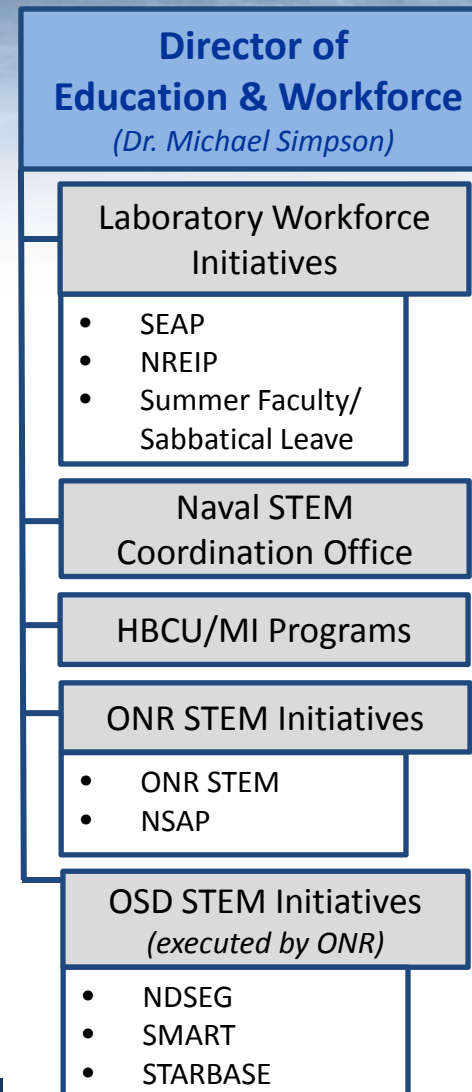 Director of
Education & Workforce
(Dr. Michael Simpson)
Laboratory Workforce
Initiatives
• SEAP
• NREIP
• Summer Faculty/
Sabbatical Leave
Naval STEM
Coordination Office
HBCU/MI Programs
ONR STEM Initiatives
• ONR STEM
• NSAP
OSD STEM Initiatives
(executed by ONR)
• NDSEG
• SMART
• STARBASE